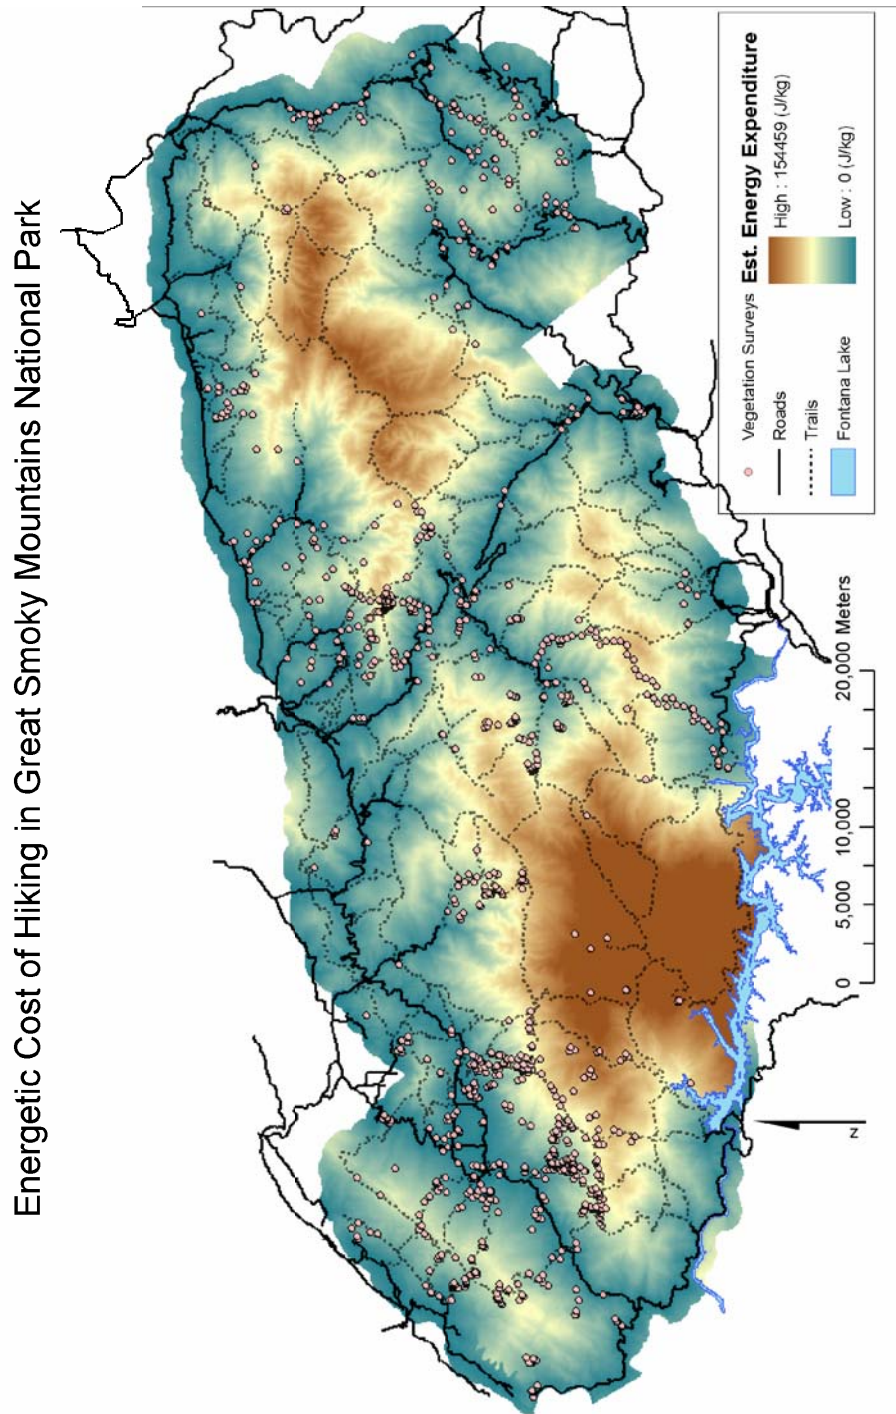 Energetic Cost of Hiking in Great Smoky Mountains National Park
N
0 5,000 10,000 20,000 Meters
Vegetation Surveys
Roads
Trails
Fontana Lake
Est. Energy Expenditure
High : 154459 (J/kg)
Low : 0 (J/kg)